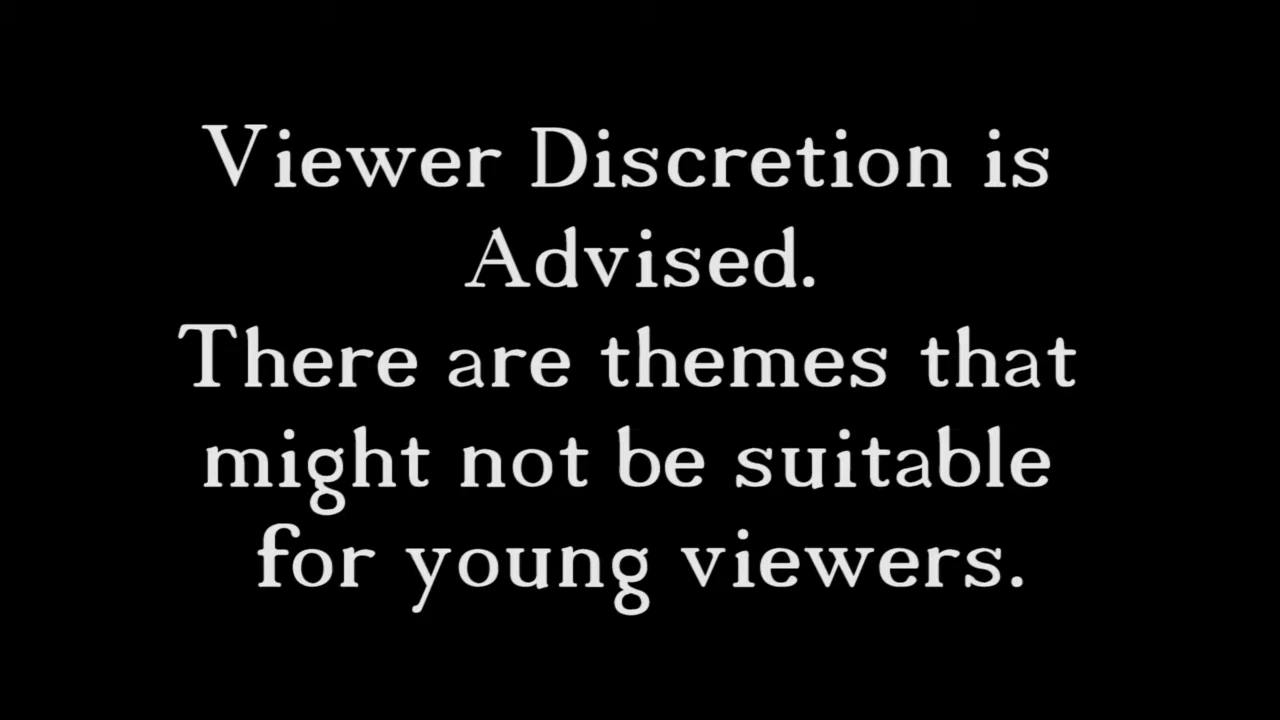 Viewer Discretion is
Advised.
There are themes that
might not be suitable
for young viewers.